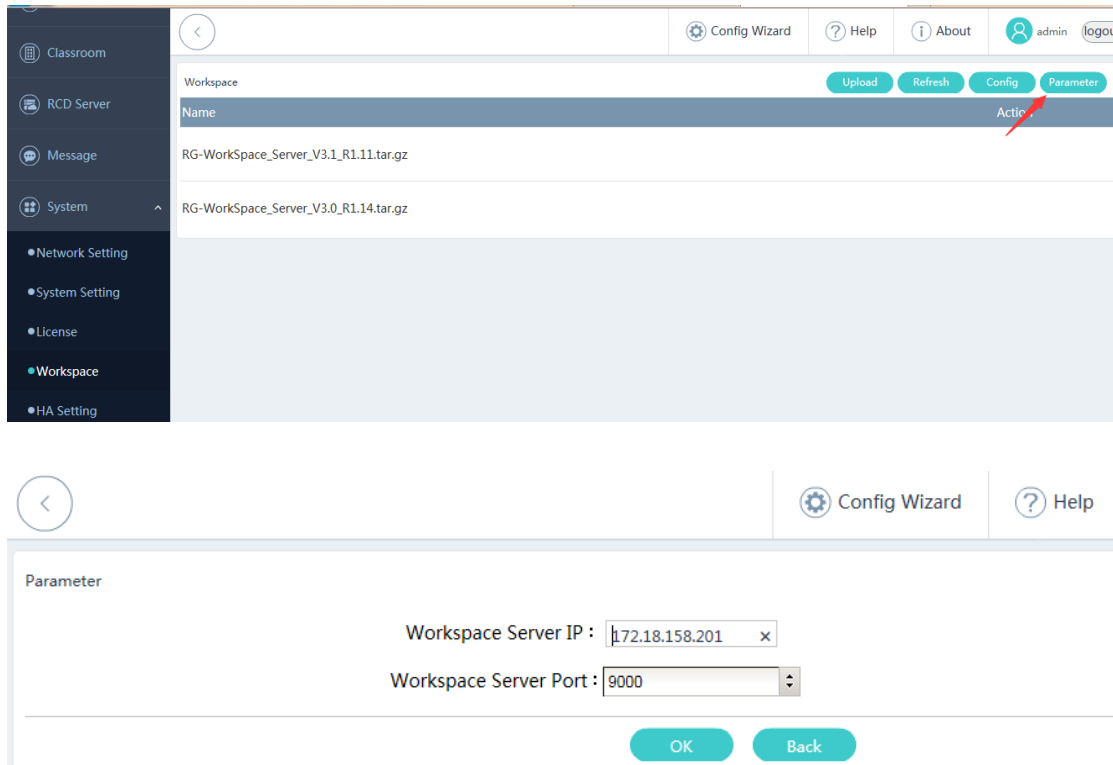 Config Wizard Help About admin logou
Classroom
Workspace Upload Refresh Config Parameter
RCD Server
Name Action
Message
RG-WorkSpace_Server_V3.1_R1.11.tar.gz
System
RG-WorkSpace_Server_V3.0_R1.14.tar.gz
Network Setting
System Setting
License
Workspace
HA Setting
Config Wizard Help
Parameter
Workspace Server IP : 172.18.158.201 ×
Workspace Server Port : 9000
OK Back